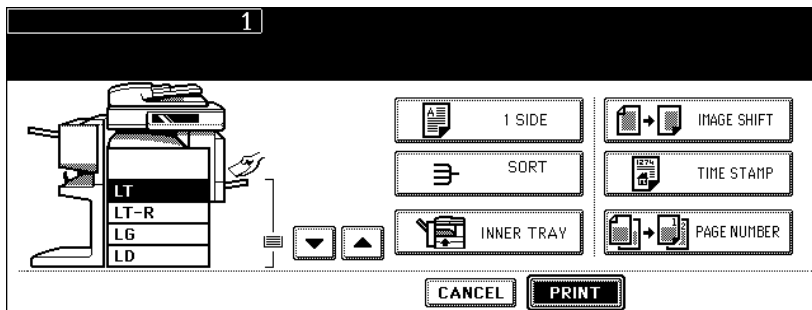 1
1 SIDE
IMAGE SHIFT
SORT
TIME STAMP
LT
LT-R
LG
LD
INNER TRAY
PAGE NUMBER
CANCEL
PRINT